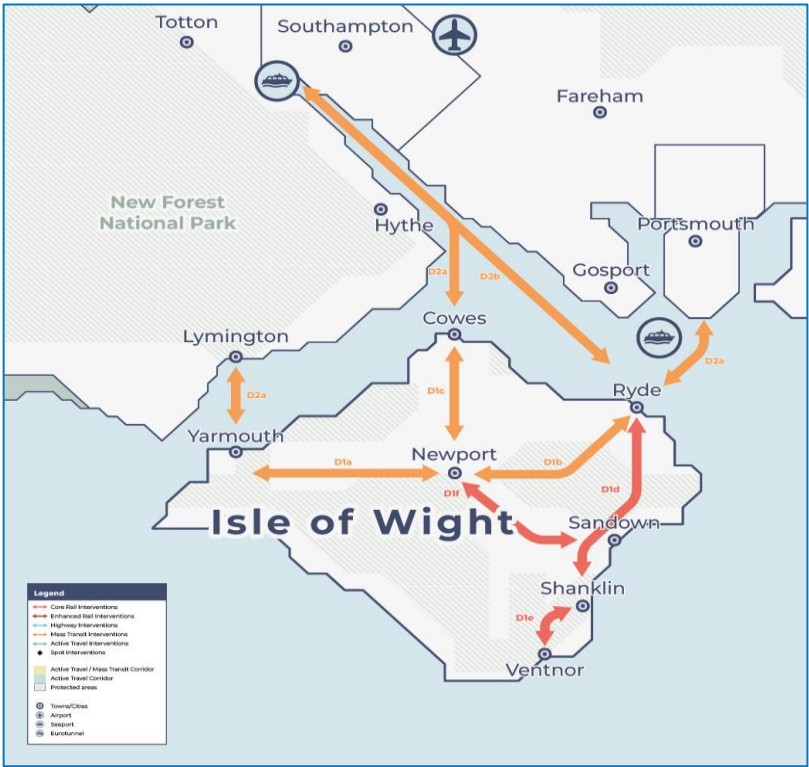 Totton
Southampton
Fareham
New Forest
National Park
Hythe
Portsmouth
Gosport
D2a
D2b
Cowes
Lymington
D2a
D2a
Ryde
D1c
Yarmouth
Newport
D1a
D1b
D1f
D1d
Isle of Wight
Sandown
Shanklin
D1e
Ventnor
Legend
Core Rail Interventions
Enhanced Rail Interventions
Highway Interventions
Mass Transit Interventions
Active Travel Interventions
Spot Interventions
Active Travel / Mass Transit Corridor
Active Travel Corridor
Protected areas
Towns/Cities
Airport
Seaport
Eurotunnel